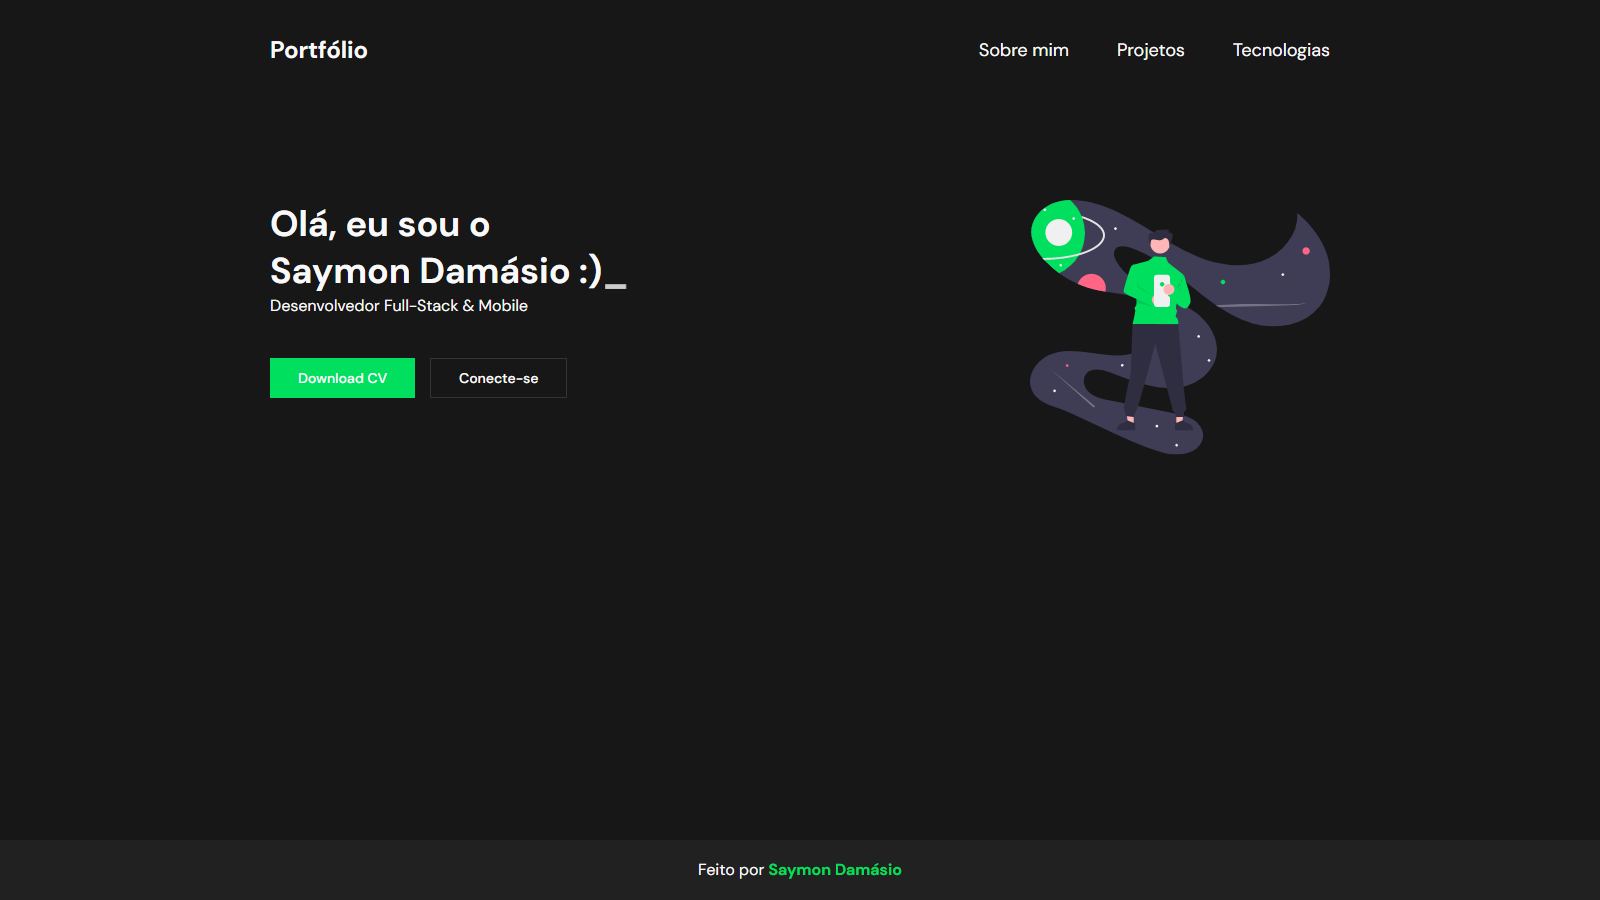 Portfólio
Sobre mim
Projetos
Tecnologias
Olá, eu sou o
Saymon Damásio :)_
Desenvolvedor Full-Stack & Mobile
Download CV
Conecte-se
Feito por Saymon Damásio